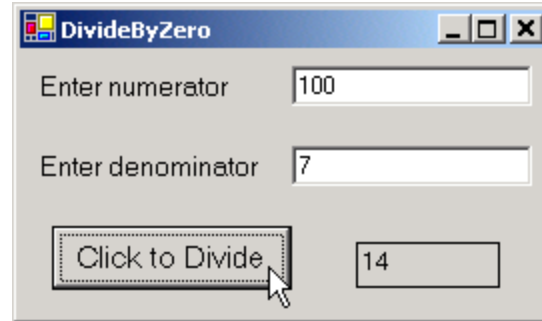 DivideByZero
Enter numerator 100
Enter denominator 7
Click to Divide 14